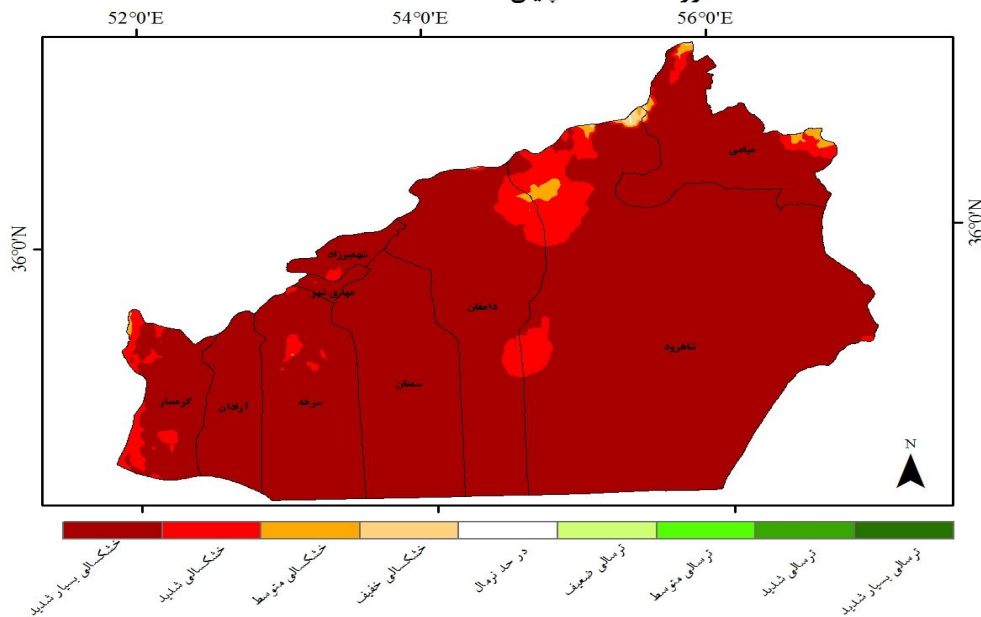 52°0'E 54°0'E 56°0'E
36°0'N 36°0'N
میامی
شهمیرزاد
مهدی شهر
دامغان
شاهرود
سمنان
سرخه
آرادان
گرمسار
N
خشکسالی بسیار شدید
خشکسالی شدید
خشکسالی متوسط
خشکسالی خفیف
در حد نرمال
ترسالی ضعیف
ترسالی متوسط
ترسالی شدید
ترسالی بسیار شدید